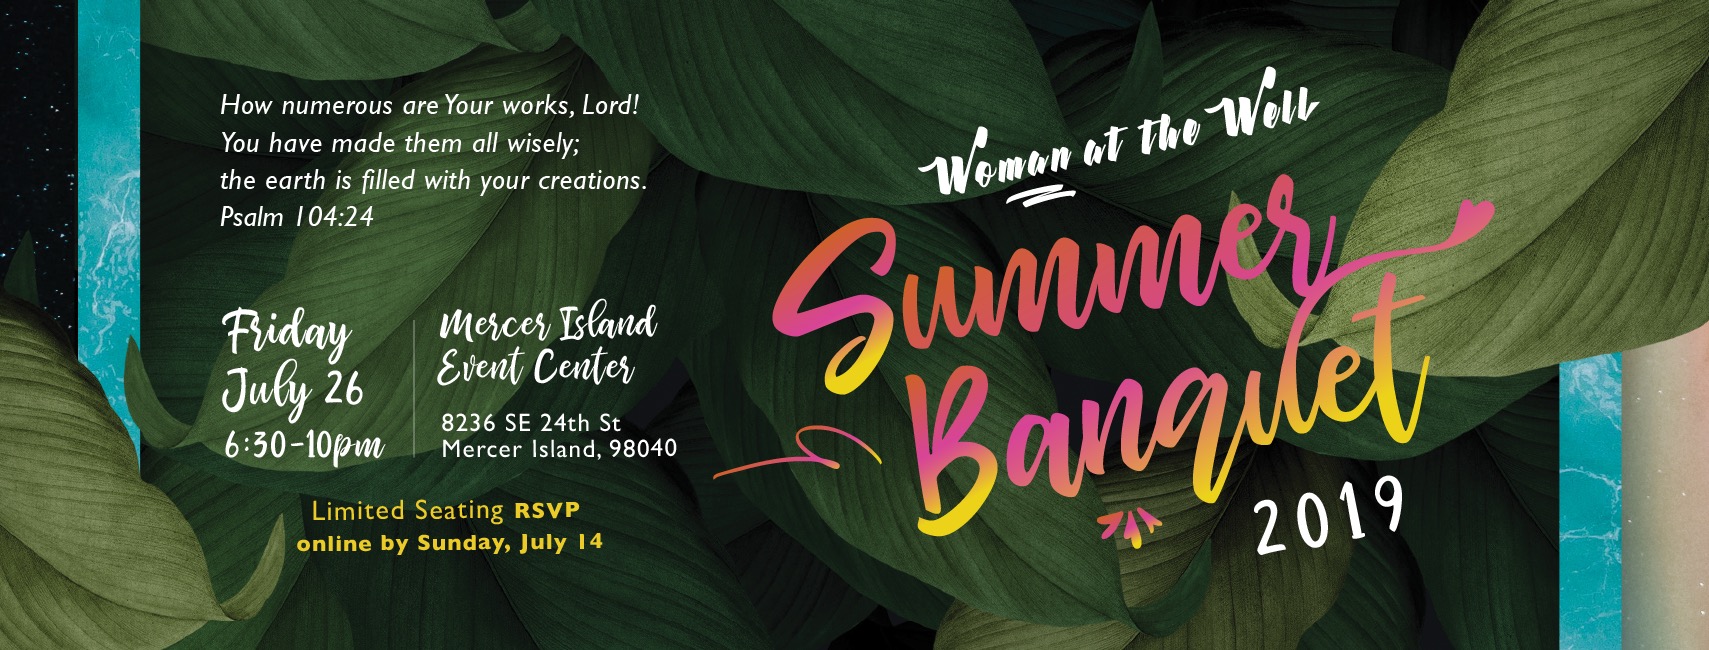 How numerous are Your works, Lord!
You have made them all wisely;
the earth is filled with your creations.
Psalm 104:24
Friday
July 26
6:30-10pm
Mercer Island
Event Center
8236 SE 24th St
Mercer Island, 98040
Limited Seating RSVP
online by Sunday, July 14
Woman at the Well
Summer
Banquet
2019